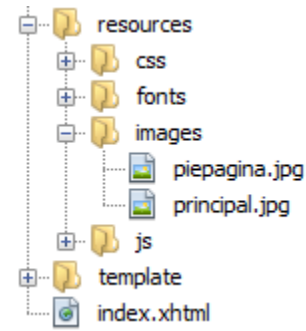 resources
css
fonts
images
piepagina.jpg
principal.jpg
js
template
index.xhtml